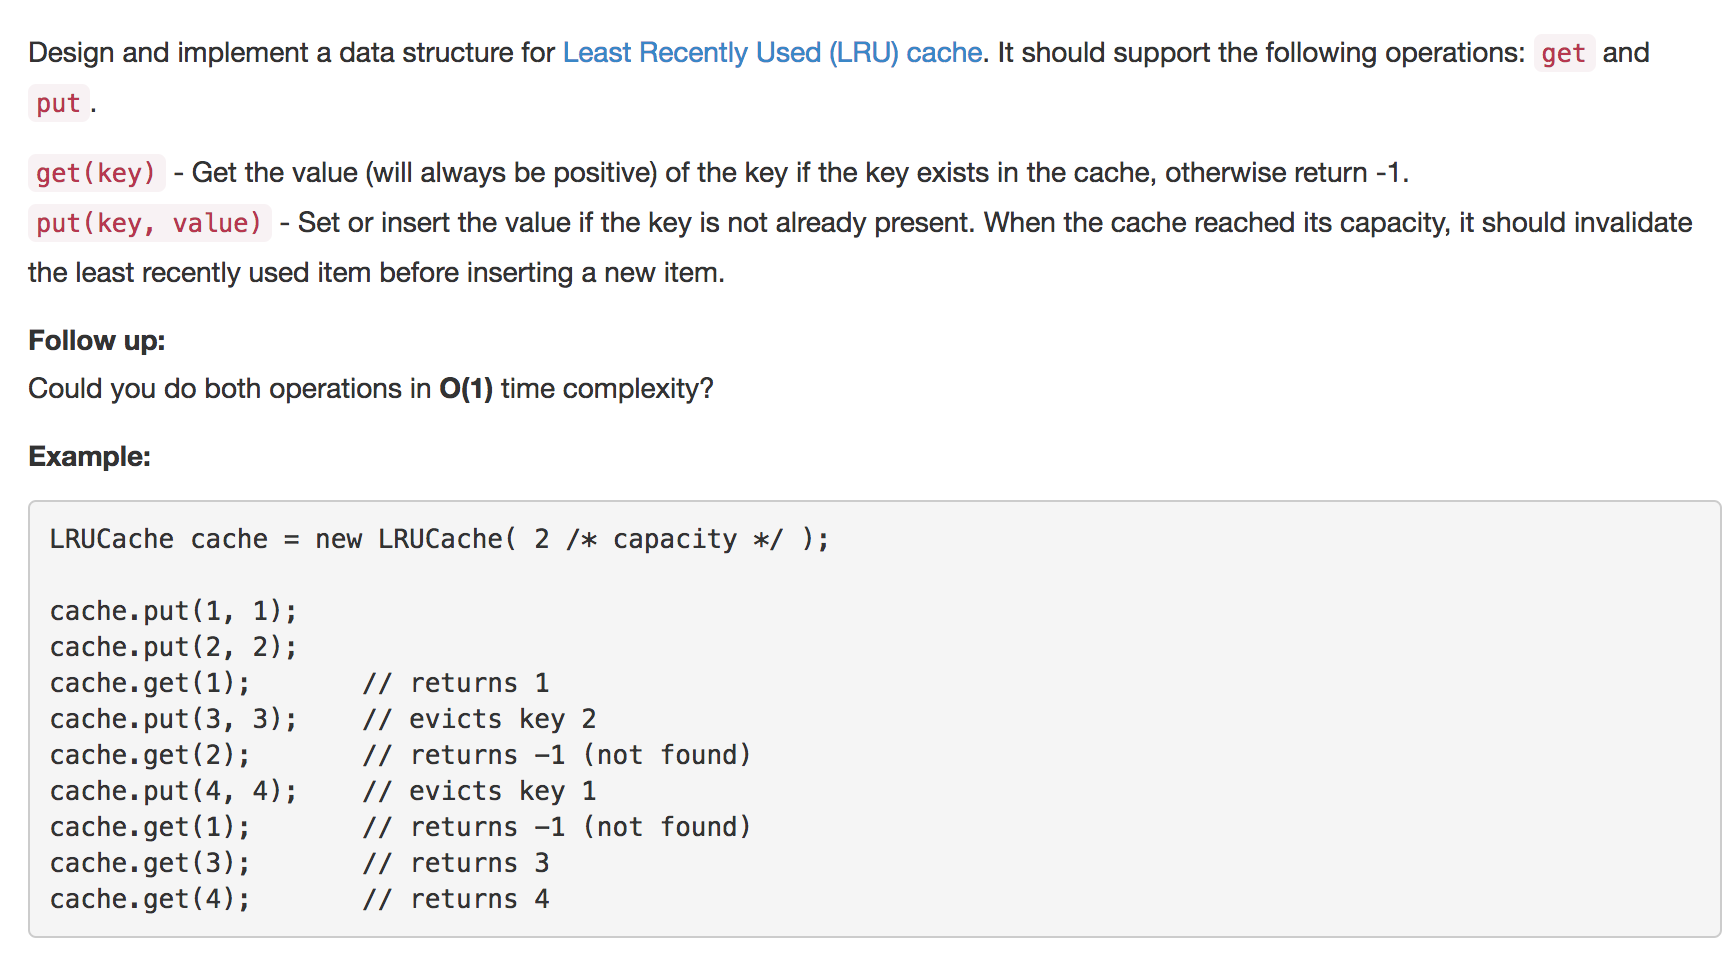 Design and implement a data structure for Least Recently Used (LRU) cache. It should support the following operations: get and
put .
get(key) - Get the value (will always be positive) of the key if the key exists in the cache, otherwise return -1.
put(key, value) - Set or insert the value if the key is not already present. When the cache reached its capacity, it should invalidate
the least recently used item before inserting a new item.
Follow up:
Could you do both operations in O(1) time complexity?
Example:
LRUCache cache = new LRUCache( 2 /* capacity */ );
cache.put(1, 1);
cache.put(2, 2);
cache.get(1);       // returns 1
cache.put(3, 3);    // evicts key 2
cache.get(2);       // returns -1 (not found)
cache.put(4, 4);    // evicts key 1
cache.get(1);       // returns -1 (not found)
cache.get(3);       // returns 3
cache.get(4);       // returns 4